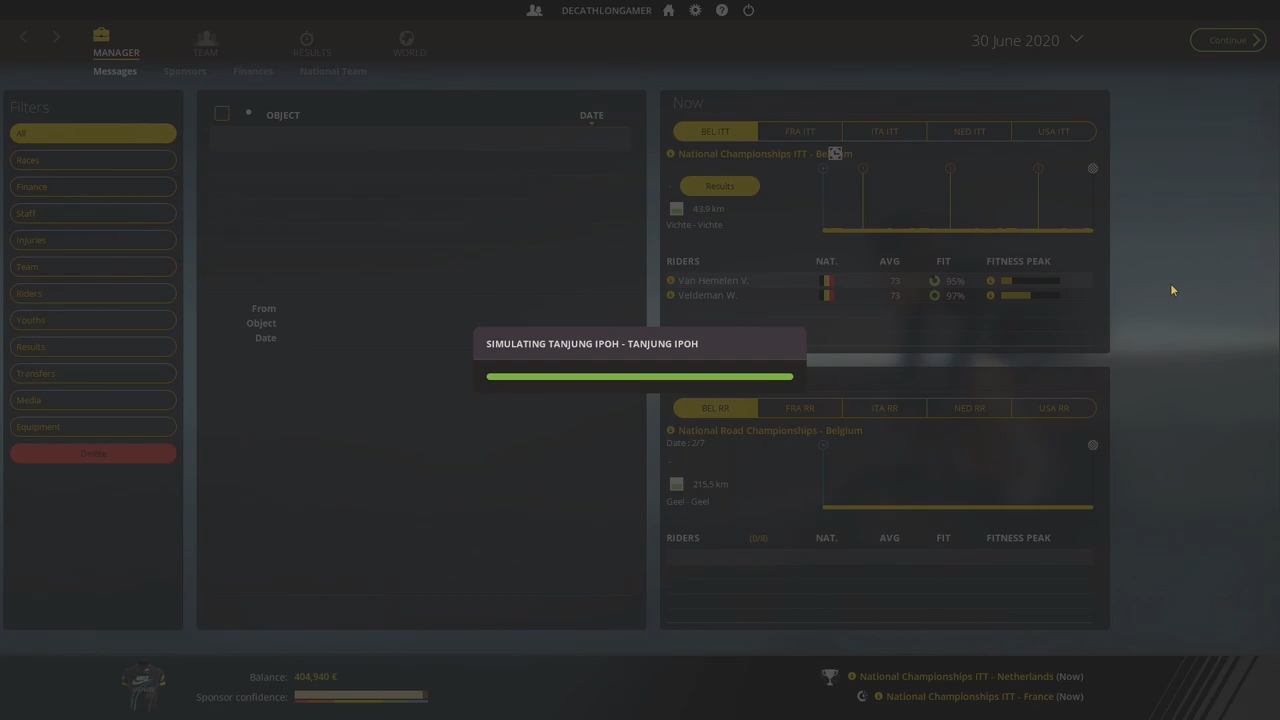 DECATHLONGAMER
MANAGER
TEAM
RESULTS
WORLD
30 June 2020
Continue
Messages
Sponsors
Finances
National Team
Filters
All
Races
Finance
Staff
Injuries
Team
Riders
Youths
Results
Transfers
Media
Equipment
Delete
OBJECT
DATE
From
Object
Date
Now
BEL ITT
FRA ITT
ITA ITT
NED ITT
USA ITT
National Championships ITT - Belgium
- Results
43.9 km
Vichte - Vichte
RIDERS NAT. AVG FIT FITNESS PEAK
Van Hemelen V. 73 95%
Veldeman W. 73 97%
SIMULATING TANJUNG IPOH - TANJUNG IPOH
BEL RR
FRA RR
ITA RR
NED RR
USA RR
National Road Championships - Belgium
Date : 2/7
-
215.5 km
Geel - Geel
RIDERS (0/8) NAT. AVG FIT FITNESS PEAK
Balance: 404,940 €
Sponsor confidence:
National Championships ITT - Netherlands (Now)
National Championships ITT - France (Now)